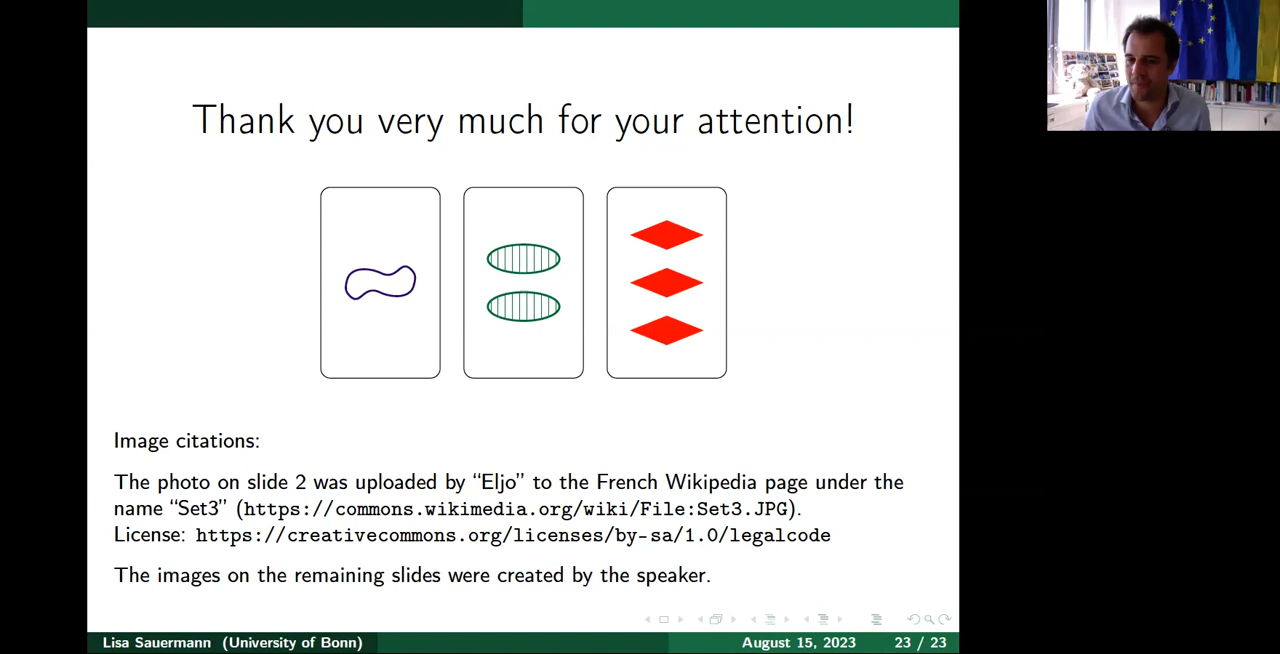 Thank you very much for your attention!
Image citations:
The photo on slide 2 was uploaded by “Eljo” to the French Wikipedia page under the
name “Set3” (https://commons.wikimedia.org/wiki/File:Set3.JPG).
License: https://creativecommons.org/licenses/by-sa/1.0/legalcode
The images on the remaining slides were created by the speaker.
Lisa Sauermann (University of Bonn) August 15, 2023 23 / 23